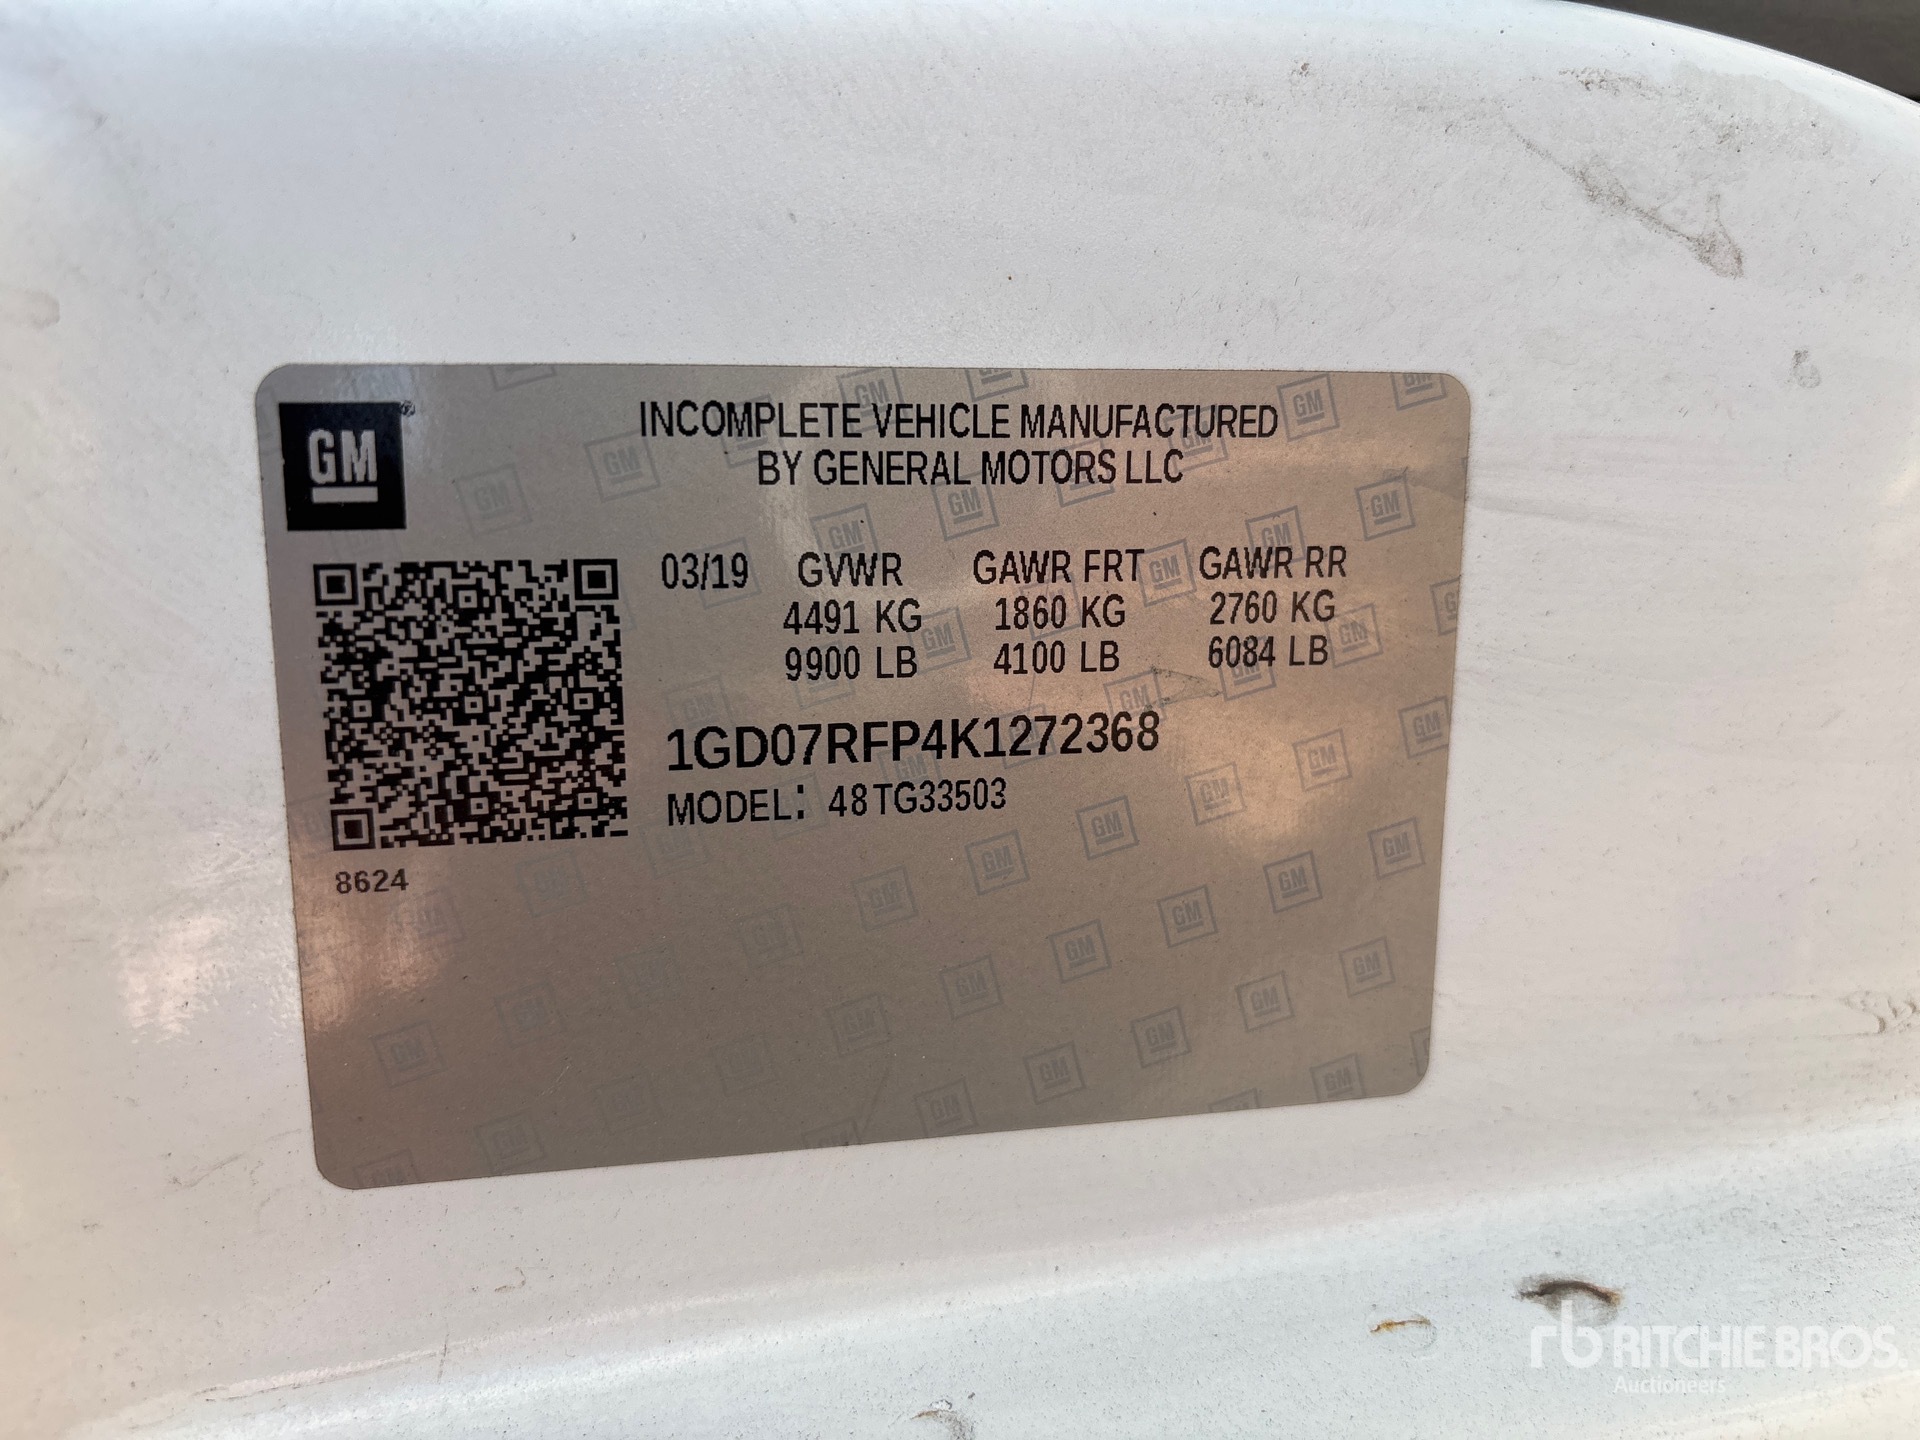 GM®
INCOMPLETE VEHICLE MANUFACTURED
BY GENERAL MOTORS LLC
03/19 GVWR GAWR FRT GAWR RR
4491 KG 1860 KG 2760 KG
9900 LB 4100 LB 6084 LB
1GD07RFP4K1272368
MODEL: 48TG33503
8624
rb RITCHIE BROS.
Auctioneers